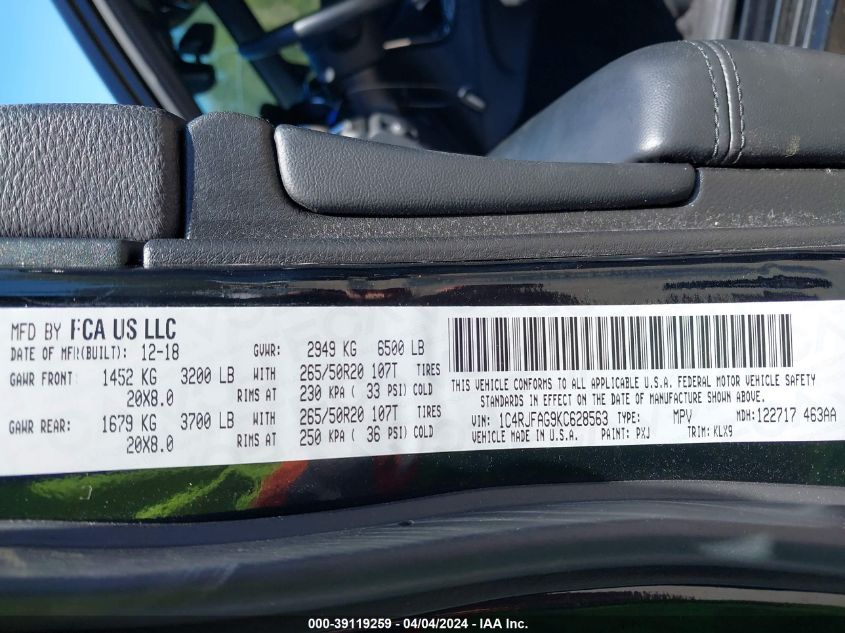 MFD BY FCA US LLC
DATE OF MFR(BUILT): 12-18 GVWR: 2949 KG 6500 LB
GAWR FRONT: 1452 KG 3200 LB WITH 265/50R20 107T TIRES
20X8.0 RIMS AT 230 KPA ( 33 PSI) COLD
GAWR REAR: 1679 KG 3700 LB WITH 265/50R20 107T TIRES
20X8.0 RIMS AT 250 KPA ( 36 PSI) COLD
THIS VEHICLE CONFORMS TO ALL APPLICABLE U.S.A. FEDERAL MOTOR VEHICLE SAFETY
STANDARDS IN EFFECT ON THE DATE OF MANUFACTURE SHOWN ABOVE.
VIN: 1C4RJFAG9KC628563 TYPE: MPV MDH: 122717 463AA
VEHICLE MADE IN U.S.A. PAINT: PXJ TRIM: KLX9
000-39119259 - 04/04/2024 - IAA Inc.